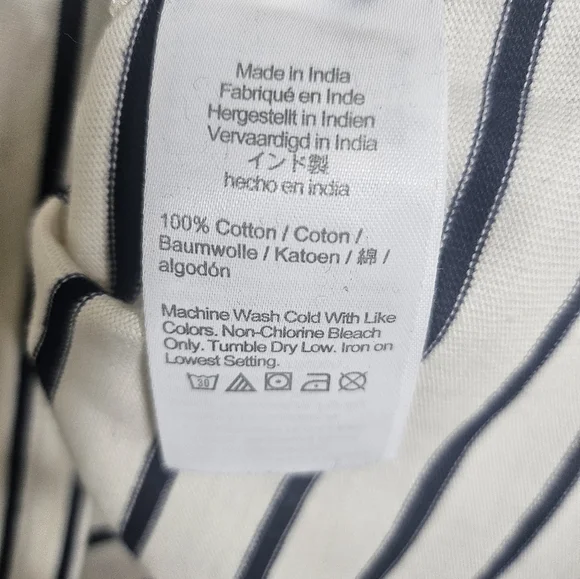 Made in India
Fabriqué en Inde
Hergestellt in Indien
Vervaardigd in India
インド製
hecho en india
100% Cotton / Coton /
Baumwolle / Katoen / 綿 /
algodón
Machine Wash Cold With Like
Colors. Non-Chlorine Bleach
Only. Tumble Dry Low. Iron on
Lowest Setting.
30